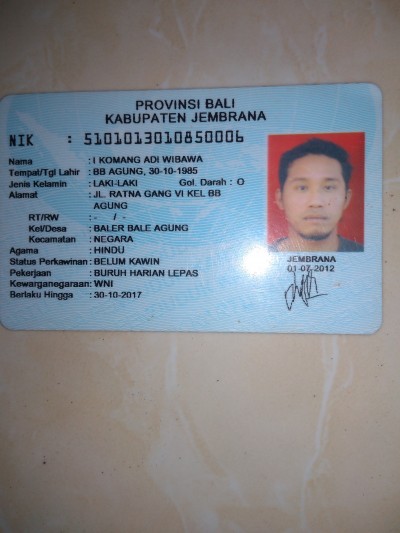 PROVINSI BALI
KABUPATEN JEMBRANA
NIK : 5101013010850006
Nama : I KOMANG ADI WIBAWA
Tempat/Tgl Lahir : BB AGUNG, 30-10-1985
Jenis Kelamin : LAKI-LAKI Gol. Darah : O
Alamat : JL. RATNA GANG VI KEL BB
AGUNG
RT/RW : - / -
Kel/Desa : BALER BALE AGUNG
Kecamatan : NEGARA
Agama : HINDU
Status Perkawinan : BELUM KAWIN
Pekerjaan : BURUH HARIAN LEPAS
Kewarganegaraan : WNI
Berlaku Hingga : 30-10-2017
JEMBRANA
01-07-2012